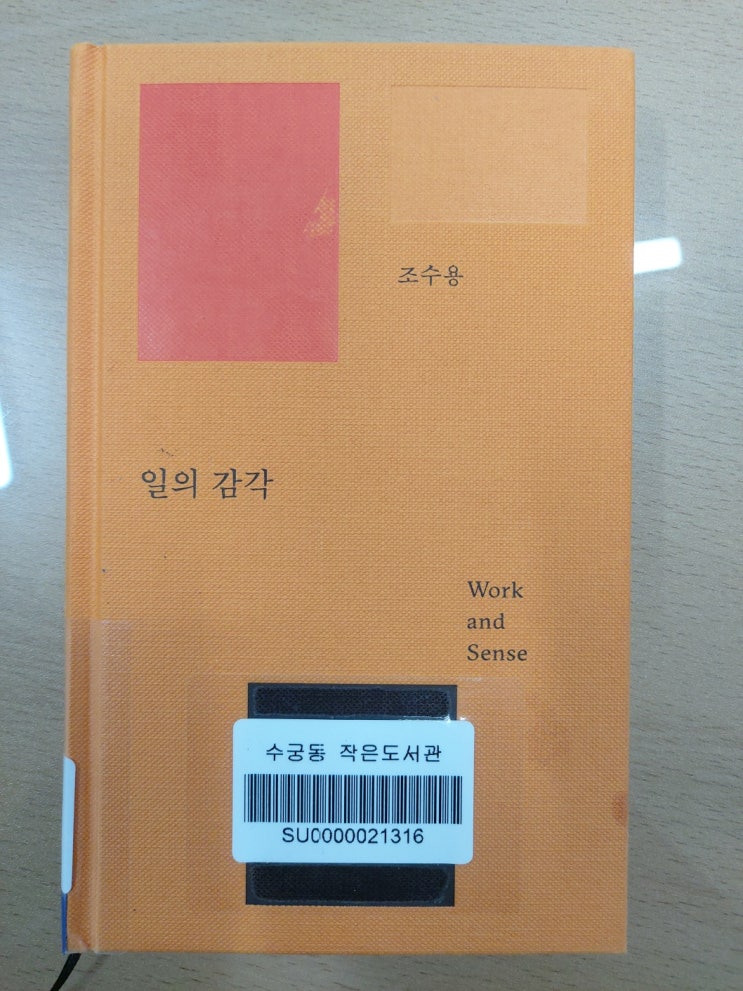 조수용
일의 감각
Work
and
Sense
수궁동 작은도서관
SU0000021316